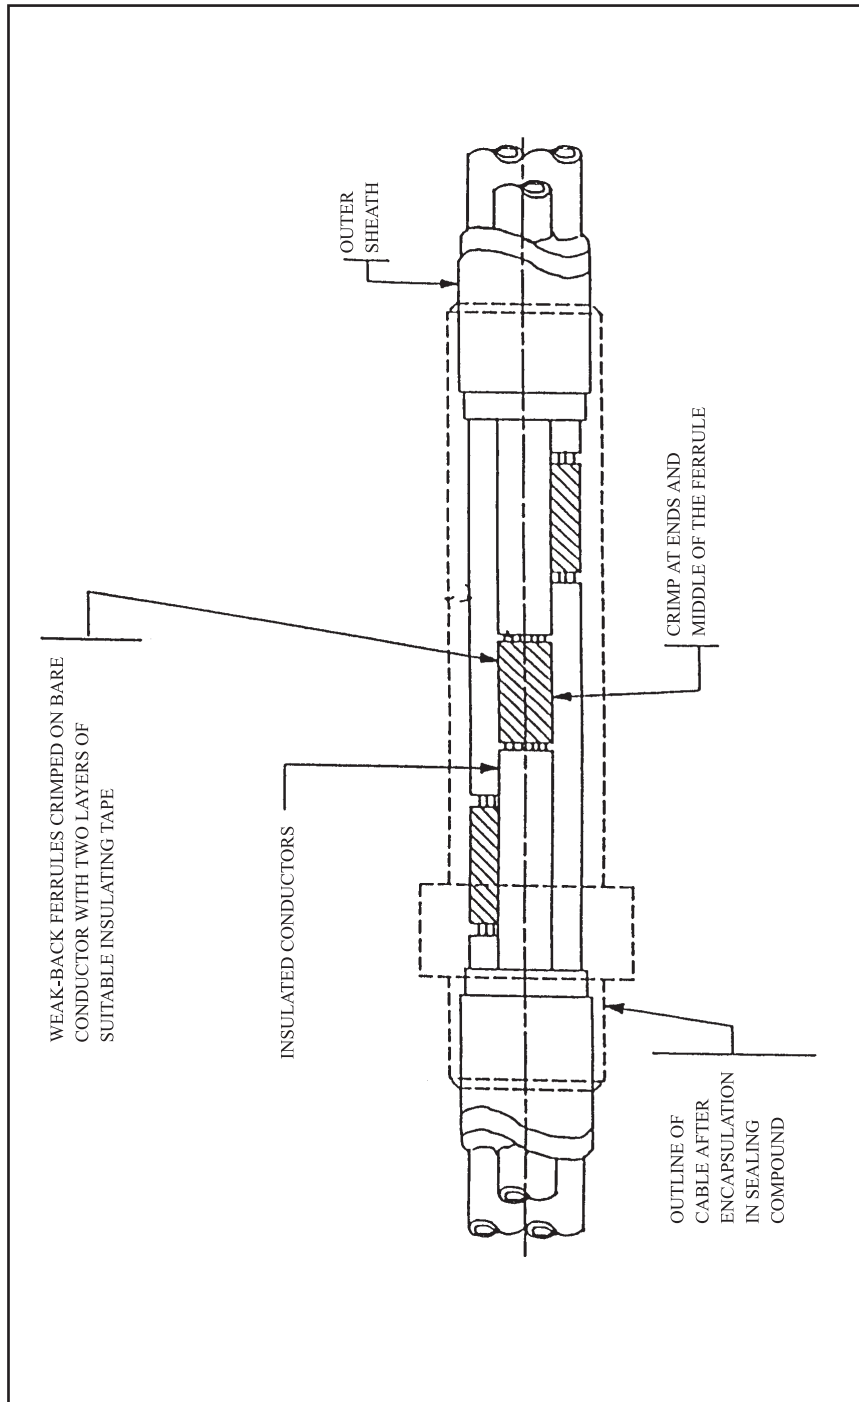 WEAK-BACK FERRULES CRIMPED ON BARE
CONDUCTOR WITH TWO LAYERS OF
SUITABLE INSULATING TAPE
INSULATED CONDUCTORS
OUTER
SHEATH
CRIMP AT ENDS AND
MIDDLE OF THE FERRULE
OUTLINE OF
CABLE AFTER
ENCAPSULATION
IN SEALING
COMPOUND